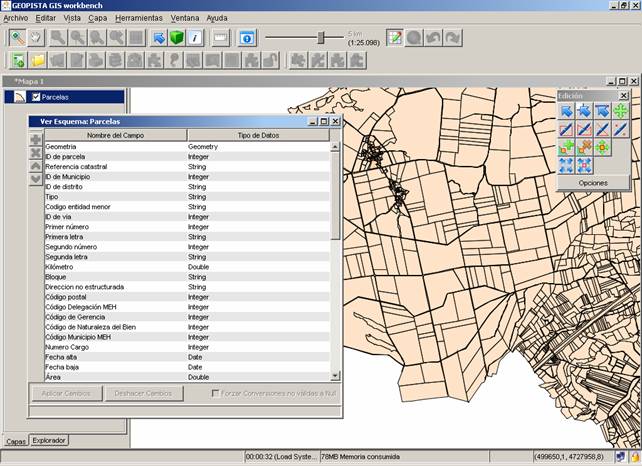 GEOPISTA GIS workbench
Archivo Editar Vista Capa Herramientas Ventana Ayuda
5 km
(1:25.098)
*Mapa 1
Parcelas
Edición
Opciones
Ver Esquema: Parcelas
Nombre del Campo Tipo de Datos
Geometria Geometry
ID de parcela Integer
Referencia catastral String
ID de Municipio Integer
ID de distrito String
Tipo String
Codigo entidad menor String
ID de via Integer
Primer número Integer
Primera letra String
Segundo número Integer
Segunda letra String
Kilómetro Double
Bloque String
Direccion no estructurada String
Código postal Integer
Código Delegación MEH Integer
Código de Gerencia Integer
Código de Naturaleza del Bien Integer
Código Municipio MEH Integer
Numero Cargo Integer
Fecha alta Date
Fecha baja Date
Área Double
Aplicar Cambios Deshacer Cambios Forzar Conversiones no válidas a Null
Capas Explorador
00:00:32 (Load Syste... 78MB Memoria consumida (499650,1, 4727958,8)